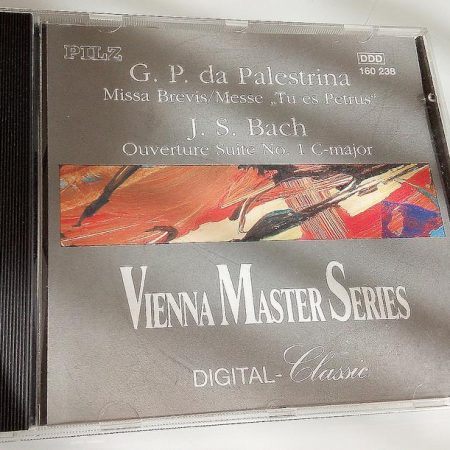 PILZ
DDD
160 238
G. P. da Palestrina
Missa Brevis/Messe „Tu es Petrus“
J. S. Bach
Ouverture Suite No. 1 C-major
VIENNA MASTER SERIES
DIGITAL-Classic